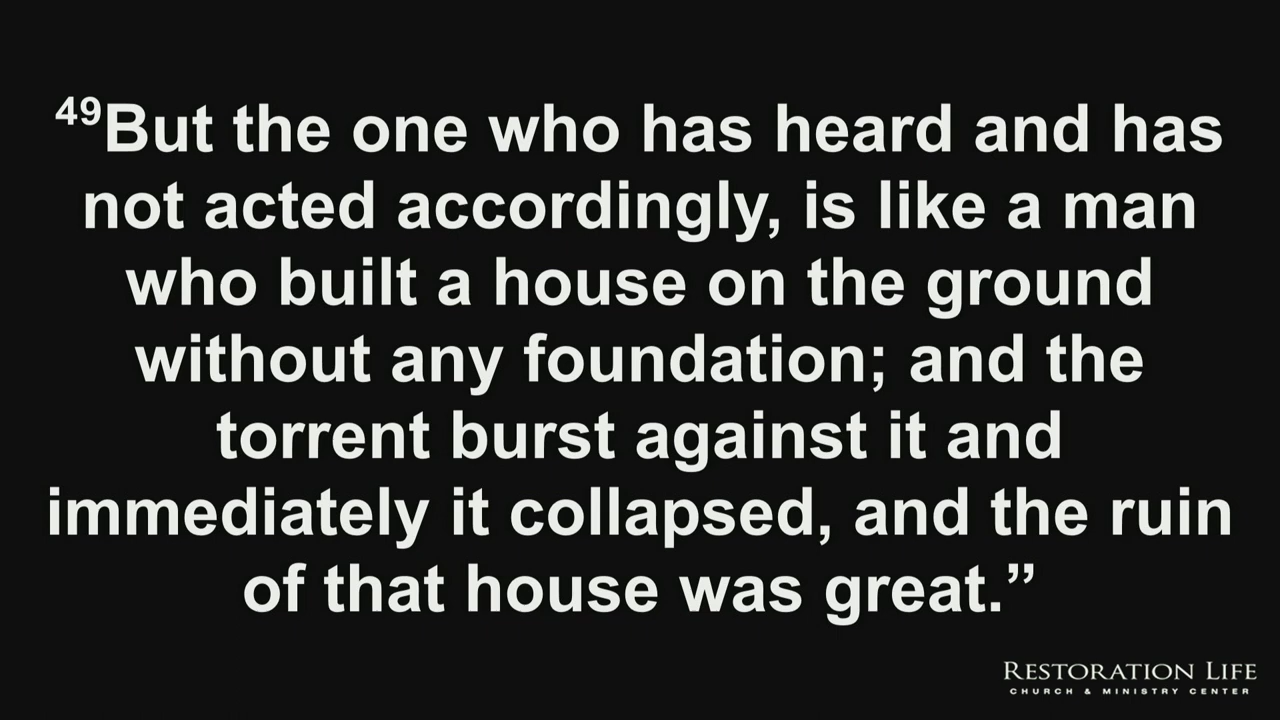 49But the one who has heard and has
not acted accordingly, is like a man
who built a house on the ground
without any foundation; and the
torrent burst against it and
immediately it collapsed, and the ruin
of that house was great.”
RESTORATION LIFE
CHURCH & MINISTRY CENTER